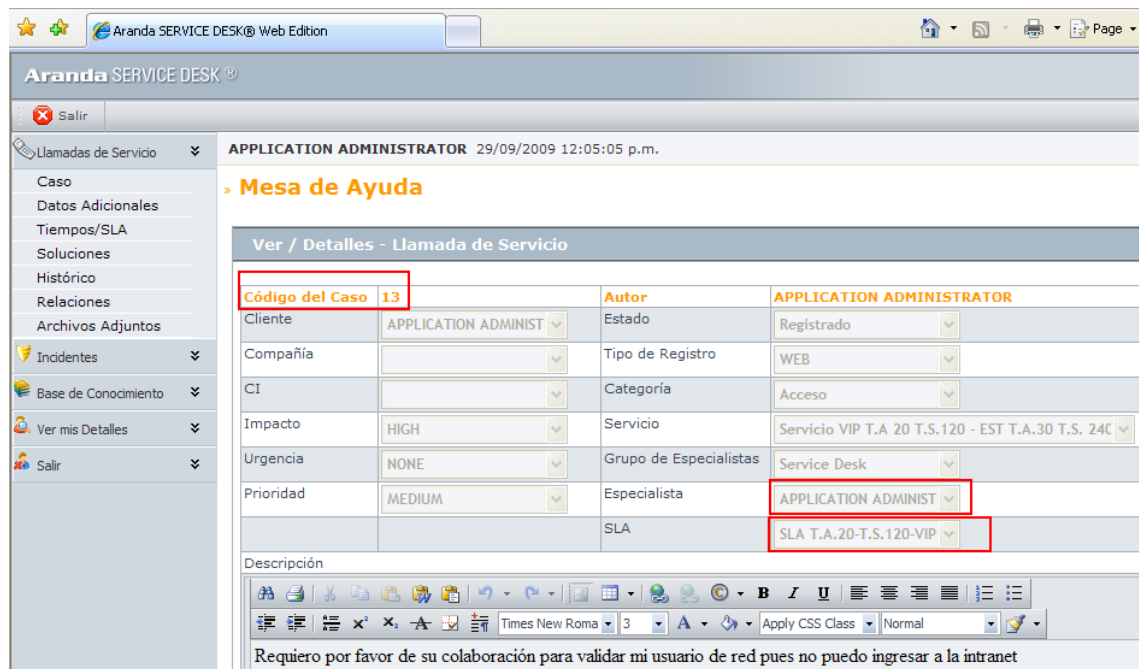 Aranda SERVICE DESK® Web Edition
Page
Aranda SERVICE DESK ®
Salir
Llamadas de Servicio
Caso
Datos Adicionales
Tiempos/SLA
Soluciones
Histórico
Relaciones
Archivos Adjuntos
Incidentes
Base de Conocimiento
Ver mis Detalles
Salir
APPLICATION ADMINISTRATOR 29/09/2009 12:05:05 p.m.
» Mesa de Ayuda
Ver / Detalles - Llamada de Servicio
Código del Caso 13 Autor APPLICATION ADMINISTRATOR
Cliente APPLICATION ADMINIST Estado Registrado
Compañía Tipo de Registro WEB
CI Categoría Acceso
Impacto HIGH Servicio Servicio VIP T.A 20 T.S.120 - EST T.A.30 T.S. 240
Urgencia NONE Grupo de Especialistas Service Desk
Prioridad MEDIUM Especialista APPLICATION ADMINIST
SLA SLA T.A.20-T.S.120-VIP
Descripción
B I U
x² x₂ Times New Roma 3 A Apply CSS Class Normal
Requiero por favor de su colaboración para validar mi usuario de red pues no puedo ingresar a la intranet